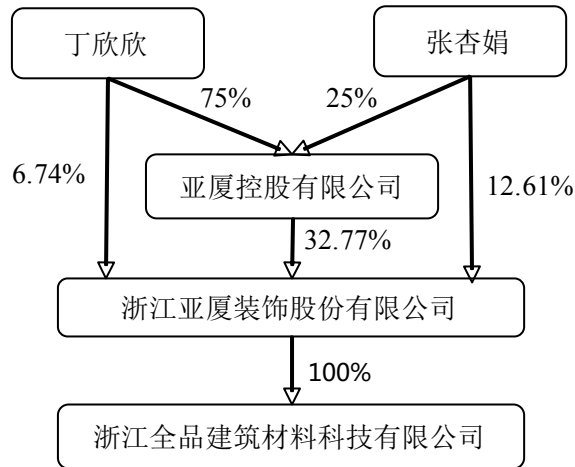 丁欣欣
张杏娟
75%
25%
6.74%
亚厦控股有限公司
12.61%
32.77%
浙江亚厦装饰股份有限公司
100%
浙江全品建筑材料科技有限公司